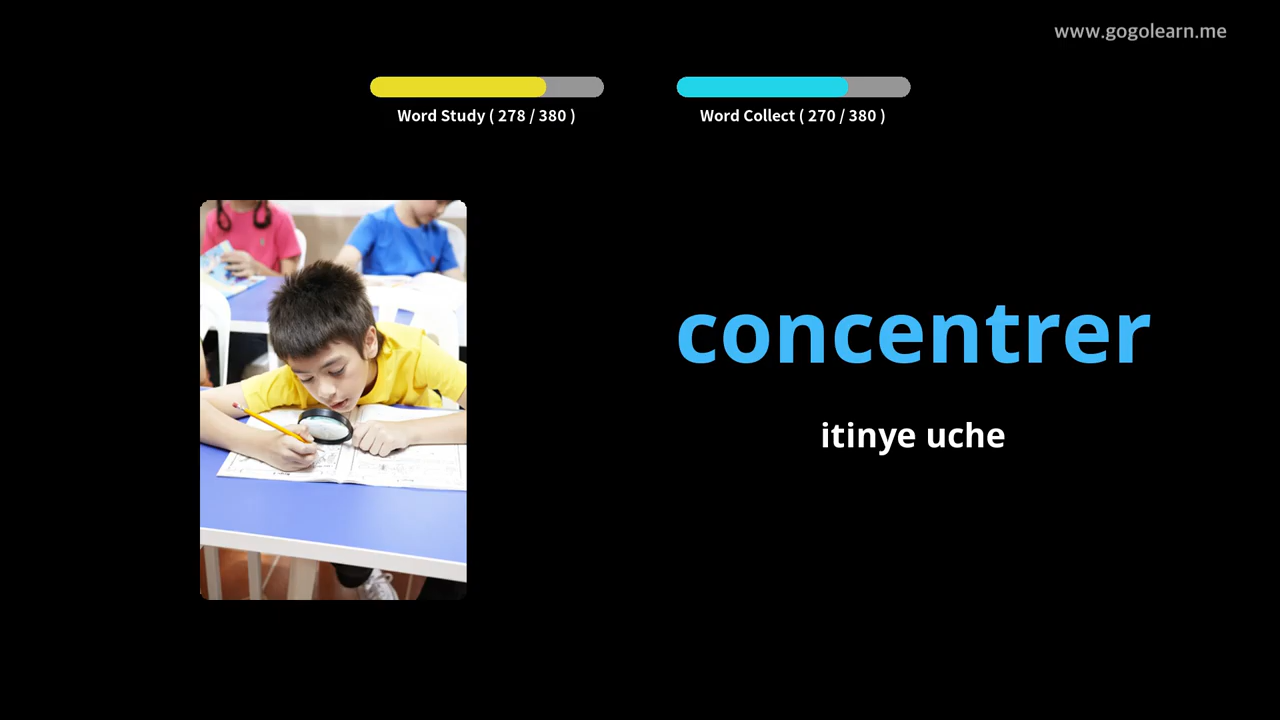 www.gogolearn.me
Word Study ( 278 / 380 )
Word Collect ( 270 / 380 )
concentrer
itinye uche